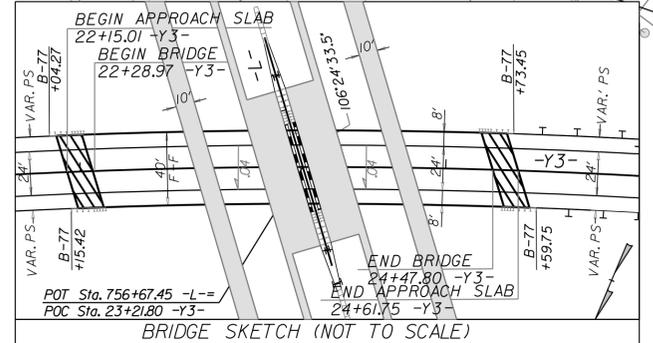 BEGIN APPROACH SLAB
22+15.01 -Y3-
BEGIN BRIDGE
22+28.97 -Y3-
B-77
+04.27
VAR. PS
10'
-L-
106°24'33.5"
10'
B-77
+73.45
VAR. PS
24'
40'
F-F
.04
.04
8'
24'
8'
-Y3-
24'
VAR. PS
B-77
+15.42
END BRIDGE
24+47.80 -Y3-
END APPROACH SLAB
24+61.75 -Y3-
B-77
+59.75
VAR. PS
POT Sta. 756+67.45 -L-=
POC Sta. 23+21.80 -Y3-
BRIDGE SKETCH (NOT TO SCALE)